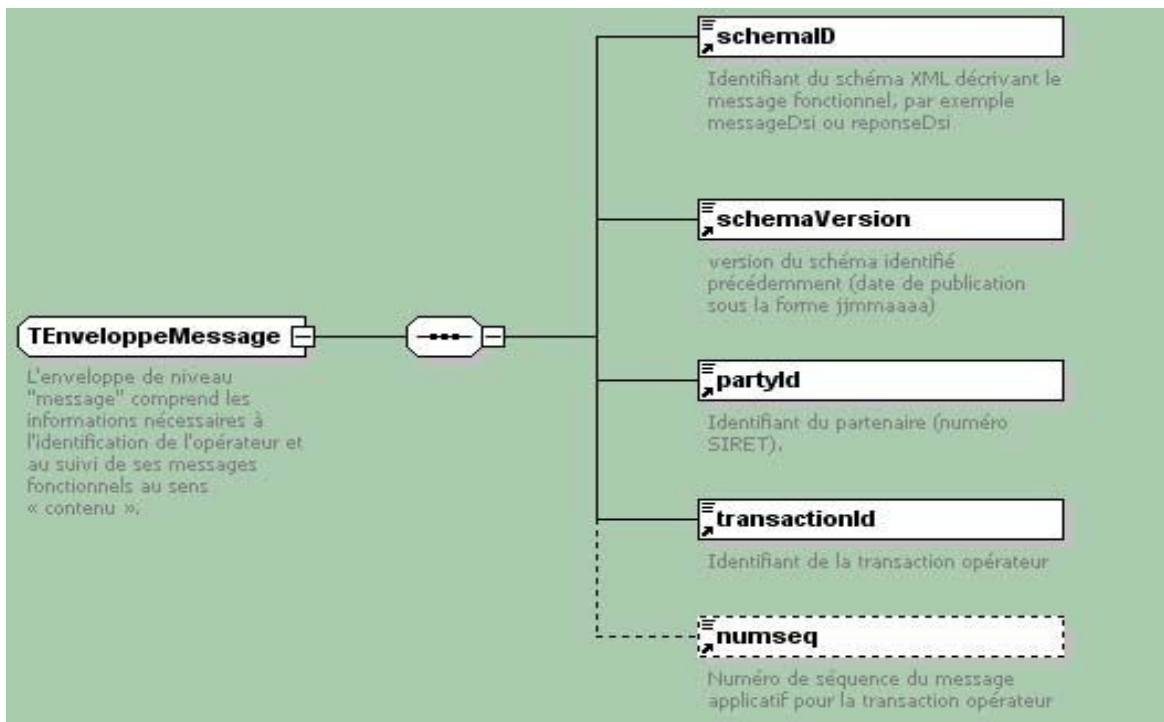 schemaID
Identifiant du schéma XML décrivant le
message fonctionnel, par exemple
messageDsi ou reponseDsi
schemaVersion
version du schéma identifié
précédemment (date de publication
sous la forme jjmmaaaa)
TEnveloppeMessage
L'enveloppe de niveau
"message" comprend les
informations nécessaires à
l'identification de l'opérateur et
au suivi de ses messages
fonctionnels au sens
« contenu ».
partyId
Identifiant du partenaire (numéro
SIRET).
transactionId
Identifiant de la transaction opérateur
numseq
Numéro de séquence du message
applicatif pour la transaction opérateur